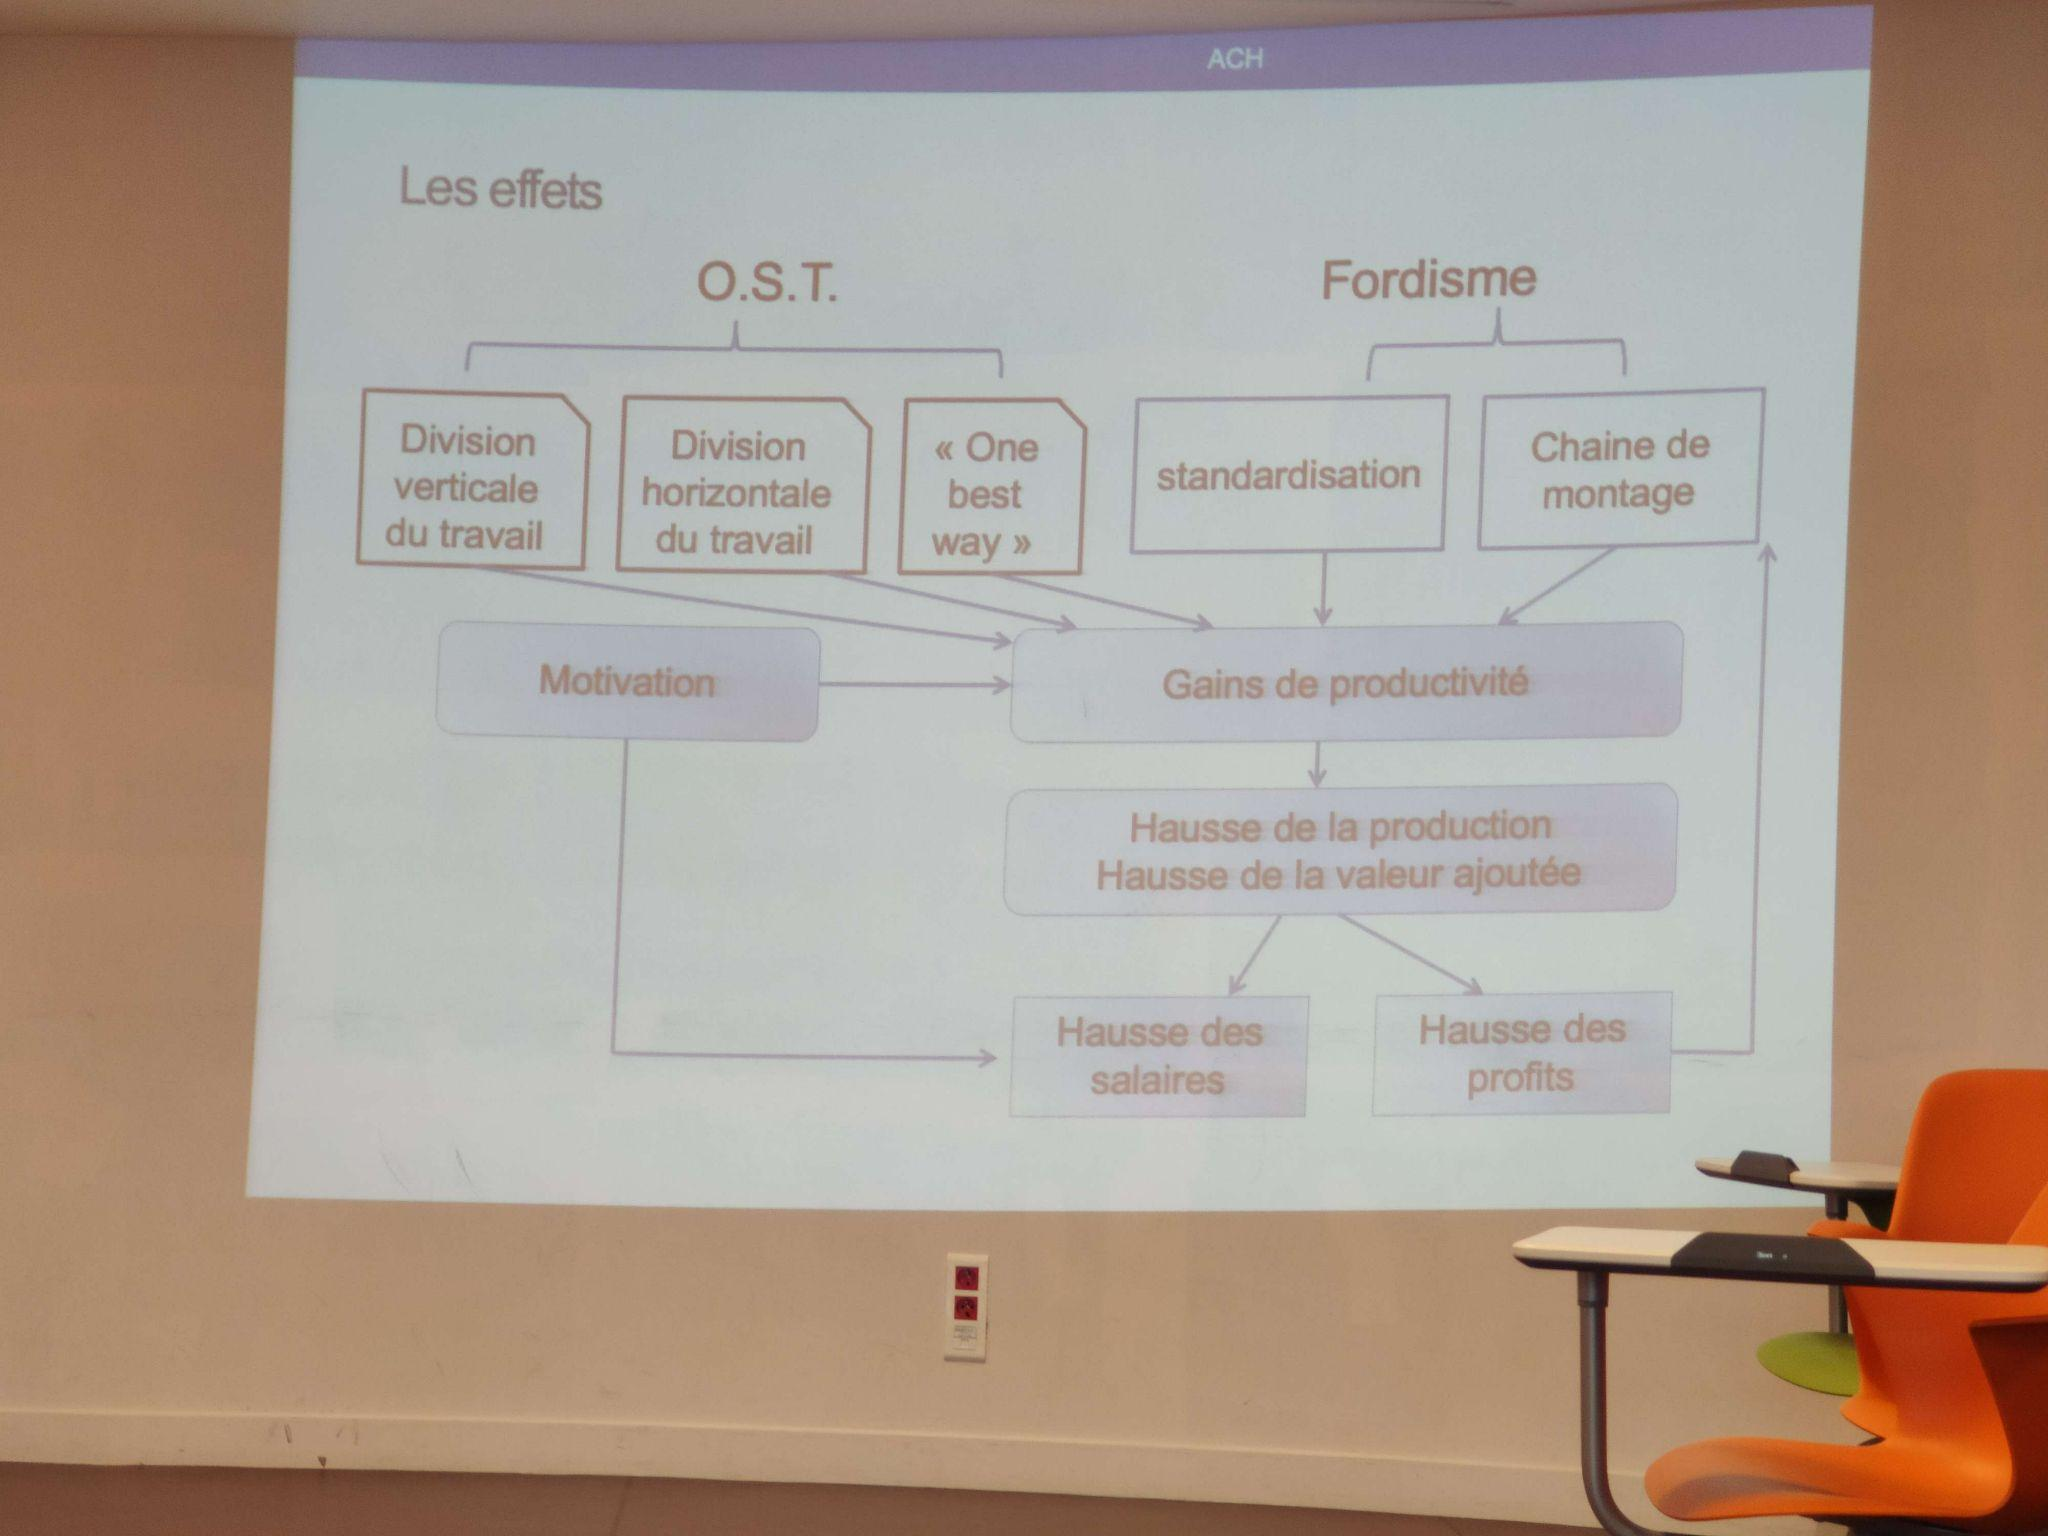 ACH
Les effets
O.S.T.
Fordisme
Division
verticale
du travail
Division
horizontale
du travail
« One
best
way »
standardisation
Chaine de
montage
Motivation
Gains de productivité
Hausse de la production
Hausse de la valeur ajoutée
Hausse des
salaires
Hausse des
profits